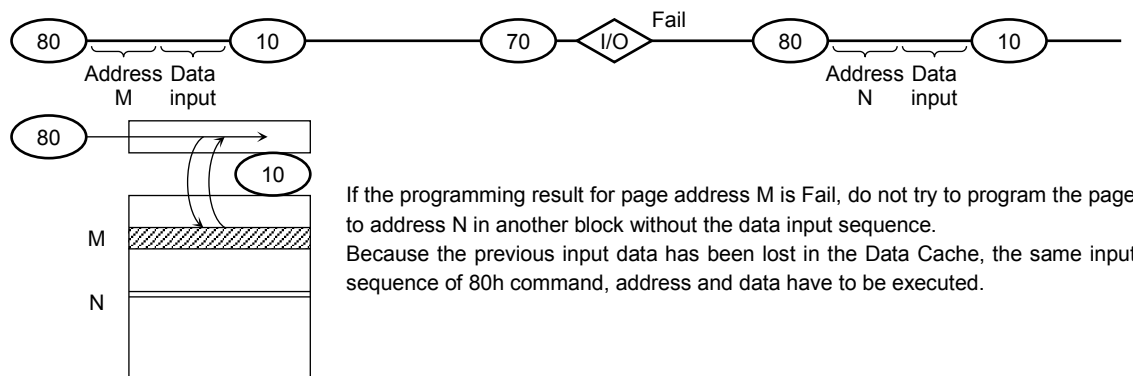 Fail
80 10 70 I/O 80 10
Address Data Address Data
M input N input
80
10
If the programming result for page address M is Fail, do not try to program the page
to address N in another block without the data input sequence.
M
Because the previous input data has been lost in the Data Cache, the same input
sequence of 80h command, address and data have to be executed.
N